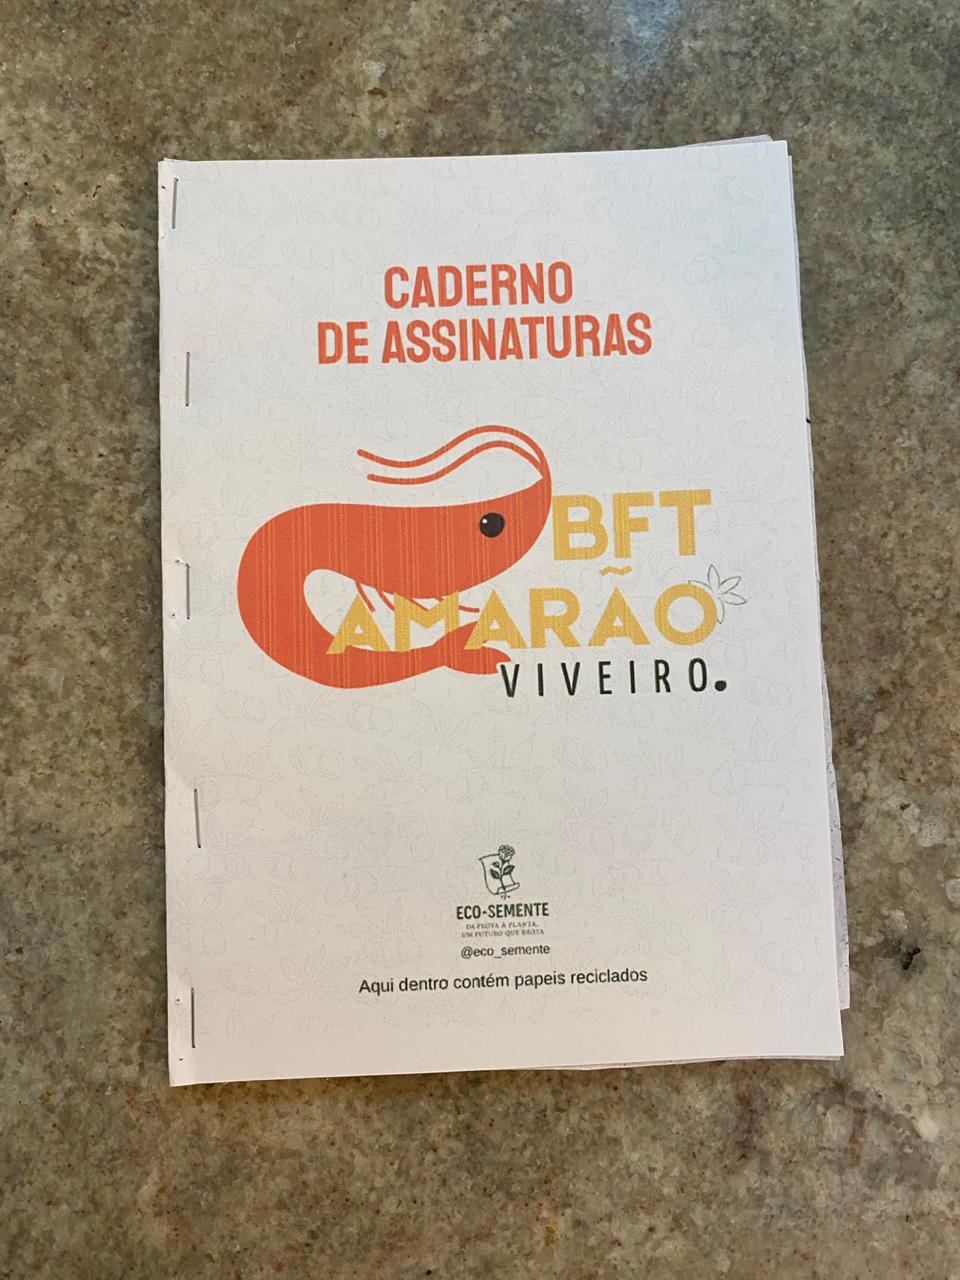 CADERNO
DE ASSINATURAS
BFT
AMARÃO
VIVEIRO.
ECO-SEMENTE
DA PROVA À PLANTA,
UM FUTURO QUE BROTA
@eco_semente
Aqui dentro contém papeis reciclados